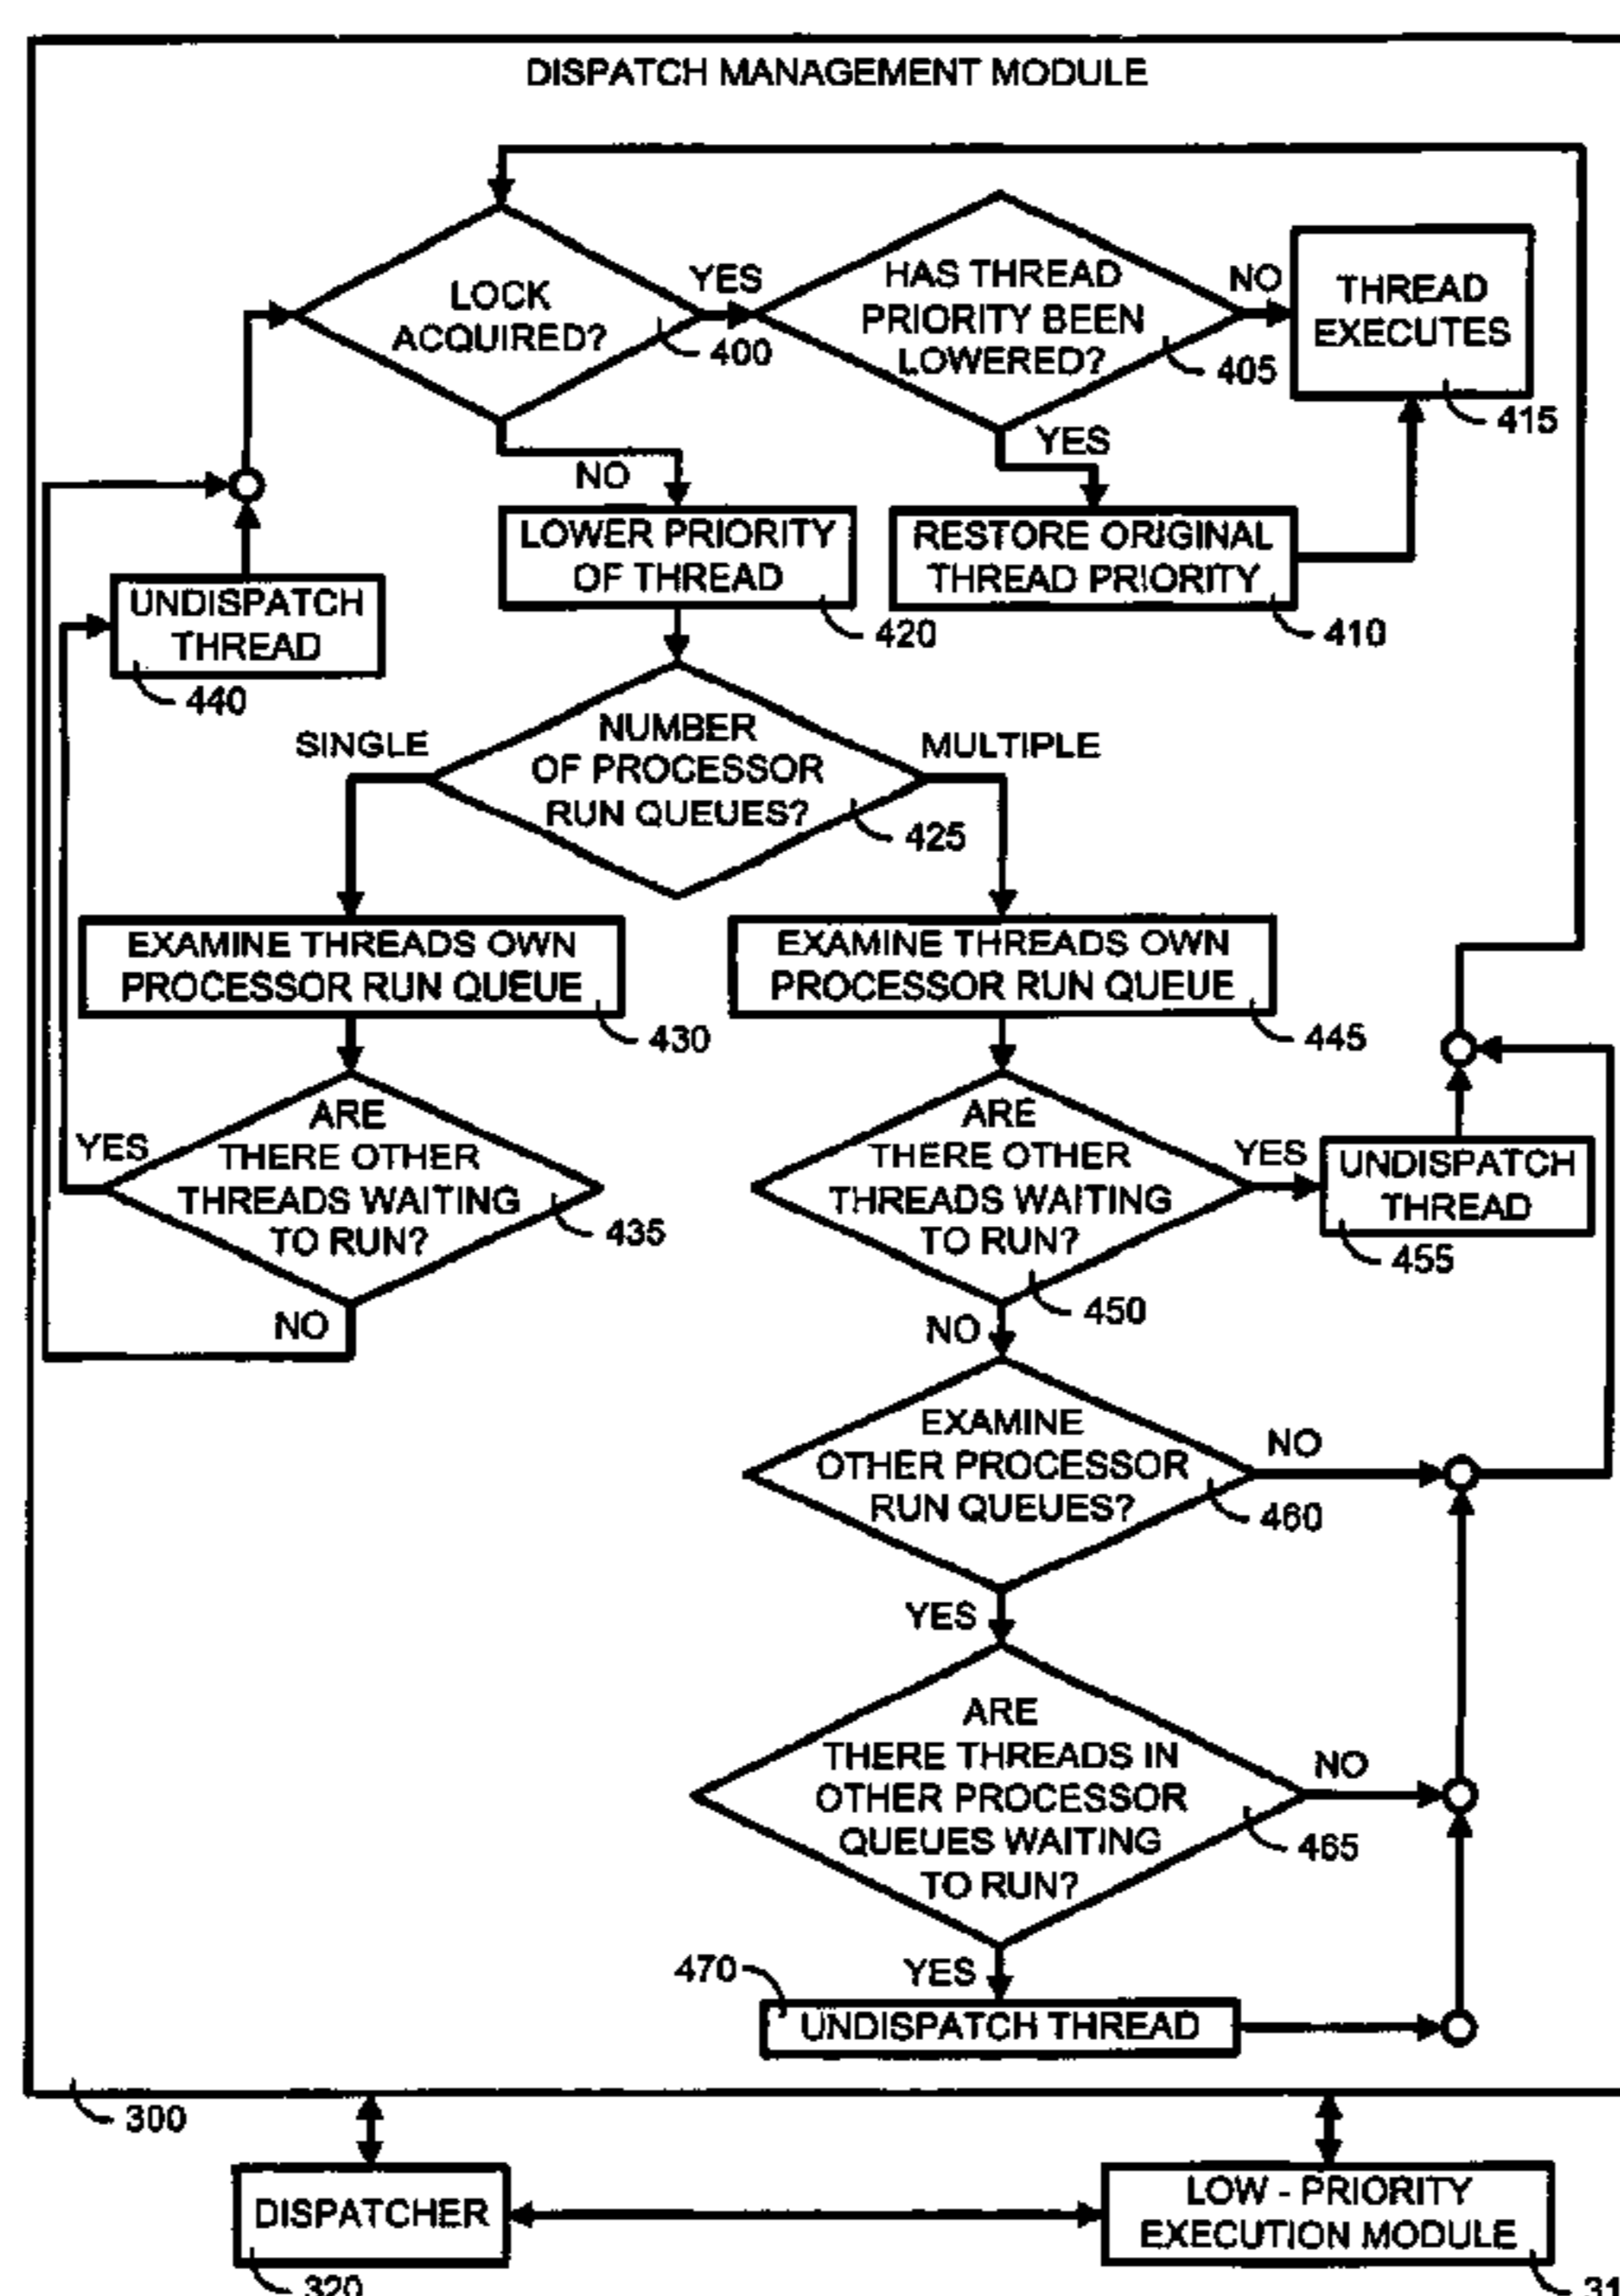 DISPATCH MANAGEMENT MODULE
LOCK
ACQUIRED?
400
YES
HAS THREAD
PRIORITY BEEN
LOWERED?
405
NO
THREAD
EXECUTES
415
NO
YES
LOWER PRIORITY
OF THREAD
420
RESTORE ORIGINAL
THREAD PRIORITY
410
UNDISPATCH
THREAD
440
SINGLE
NUMBER
OF PROCESSOR
RUN QUEUES?
425
MULTIPLE
EXAMINE THREADS OWN
PROCESSOR RUN QUEUE
430
EXAMINE THREADS OWN
PROCESSOR RUN QUEUE
445
YES
ARE
THERE OTHER
THREADS WAITING
TO RUN?
435
NO
ARE
THERE OTHER
THREADS WAITING
TO RUN?
450
YES
UNDISPATCH
THREAD
455
NO
EXAMINE
OTHER PROCESSOR
RUN QUEUES?
460
NO
YES
ARE
THERE THREADS IN
OTHER PROCESSOR
QUEUES WAITING
TO RUN?
465
NO
YES
470
UNDISPATCH THREAD
300
DISPATCHER
320
LOW - PRIORITY
EXECUTION MODULE